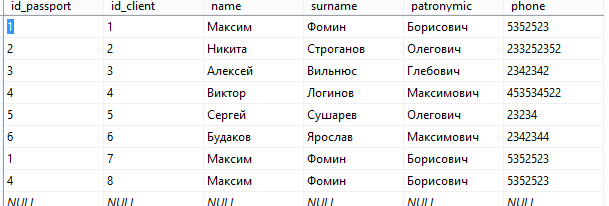 id_passport id_client name surname patronymic phone
1 1 Максим Фомин Борисович 5352523
2 2 Никита Строганов Олегович 233252352
3 3 Алексей Вильнюс Глебович 2342342
4 4 Виктор Логинов Максимович 453534522
5 5 Сергей Сушарев Олегович 23234
6 6 Будаков Ярослав Максимович 2342344
1 7 Максим Фомин Борисович 5352523
4 8 Максим Фомин Борисович 5352523
NULL NULL NULL NULL NULL NULL